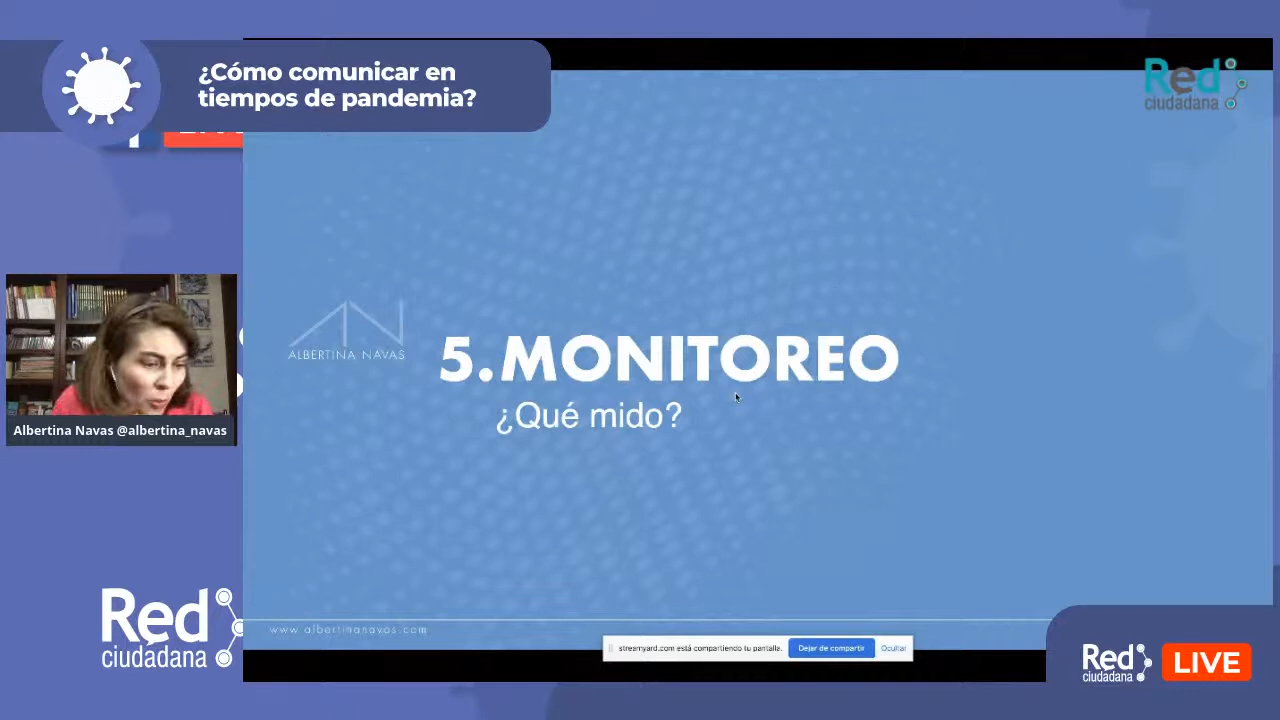 ¿Cómo comunicar en
tiempos de pandemia?
Red
ciudadana
ALBERTINA NAVAS
5.MONITOREO
¿Qué mido?
Albertina Navas @albertina_navas
Red
ciudadana
www.albertinanavas.com
streamyard.com está compartiendo tu pantalla.
Dejar de compartir
Ocultar
Red
ciudadana
LIVE